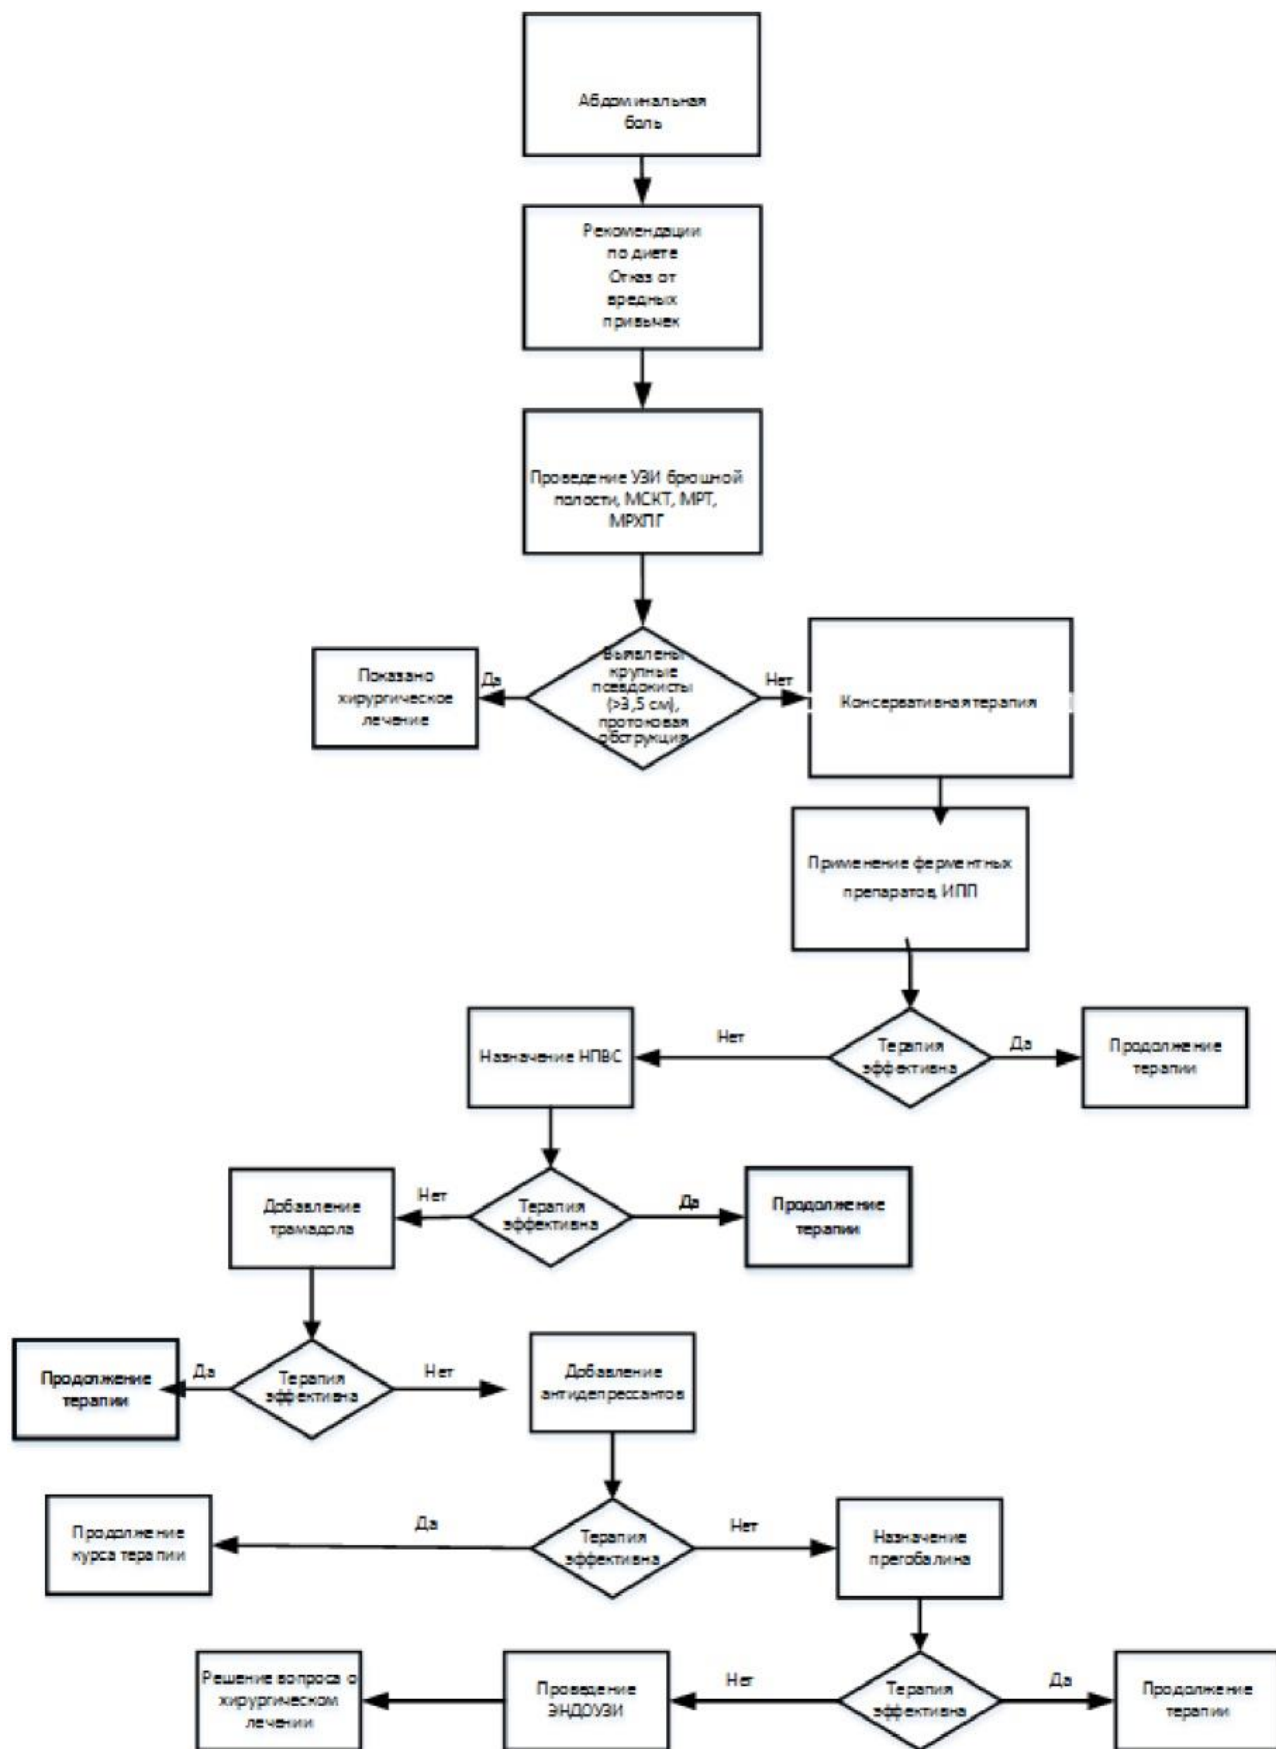 Абдоминальная
боль
Рекомендации
по диете
Отказ от
вредных
привычек
Проведение УЗИ брюшной
полости, МСКТ, МРТ,
МРХПГ
Выявлены
крупные
псевдокисты
(>3,5 см),
протоковая
обструкция
Да
Нет
Показано
хирургическое
лечение
Консервативная терапия
Применение ферментных
препаратов, ИПП
Терапия
эффективна
Нет
Да
Назначение НПВС
Продолжение
терапии
Терапия
эффективна
Нет
Да
Добавление
трамадола
Продолжение
терапии
Терапия
эффективна
Да
Нет
Продолжение
терапии
Добавление
антидепрессантов
Терапия
эффективна
Да
Нет
Продолжение
курса терапии
Назначение
прегобалина
Терапия
эффективна
Нет
Да
Решение вопроса о
хирургическом
лечении
Проведение
ЭНДОУЗИ
Продолжение
терапии